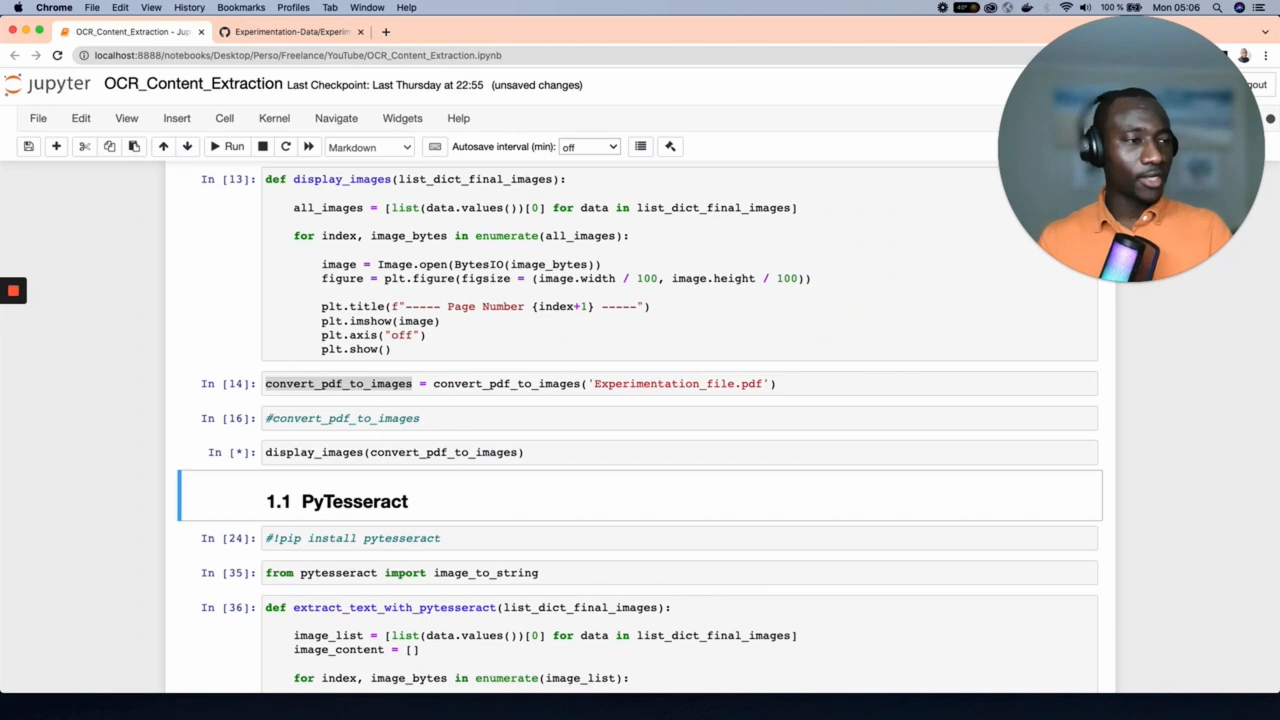 Chrome File Edit View History Bookmarks Profiles Tab Window Help 40° 100 % Mon 05:06
OCR_Content_Extraction - Jup Experimentation-Data/Experim
localhost:8888/notebooks/Desktop/Perso/Freelance/YouTube/OCR_Content_Extraction.ipynb
jupyter OCR_Content_Extraction Last Checkpoint: Last Thursday at 22:55 (unsaved changes) out
File Edit View Insert Cell Kernel Navigate Widgets Help
Run Markdown Autosave interval (min): off
In [13]: def display_images(list_dict_final_images):
all_images = [list(data.values())[0] for data in list_dict_final_images]
for index, image_bytes in enumerate(all_images):
image = Image.open(BytesIO(image_bytes))
figure = plt.figure(figsize = (image.width / 100, image.height / 100))
plt.title(f"----- Page Number {index+1} -----")
plt.imshow(image)
plt.axis("off")
plt.show()
In [14]: convert_pdf_to_images = convert_pdf_to_images('Experimentation_file.pdf')
In [16]: #convert_pdf_to_images
In [*]: display_images(convert_pdf_to_images)
1.1 PyTesseract
In [24]: #!pip install pytesseract
In [35]: from pytesseract import image_to_string
In [36]: def extract_text_with_pytesseract(list_dict_final_images):
image_list = [list(data.values())[0] for data in list_dict_final_images]
image_content = []
for index, image_bytes in enumerate(image_list):